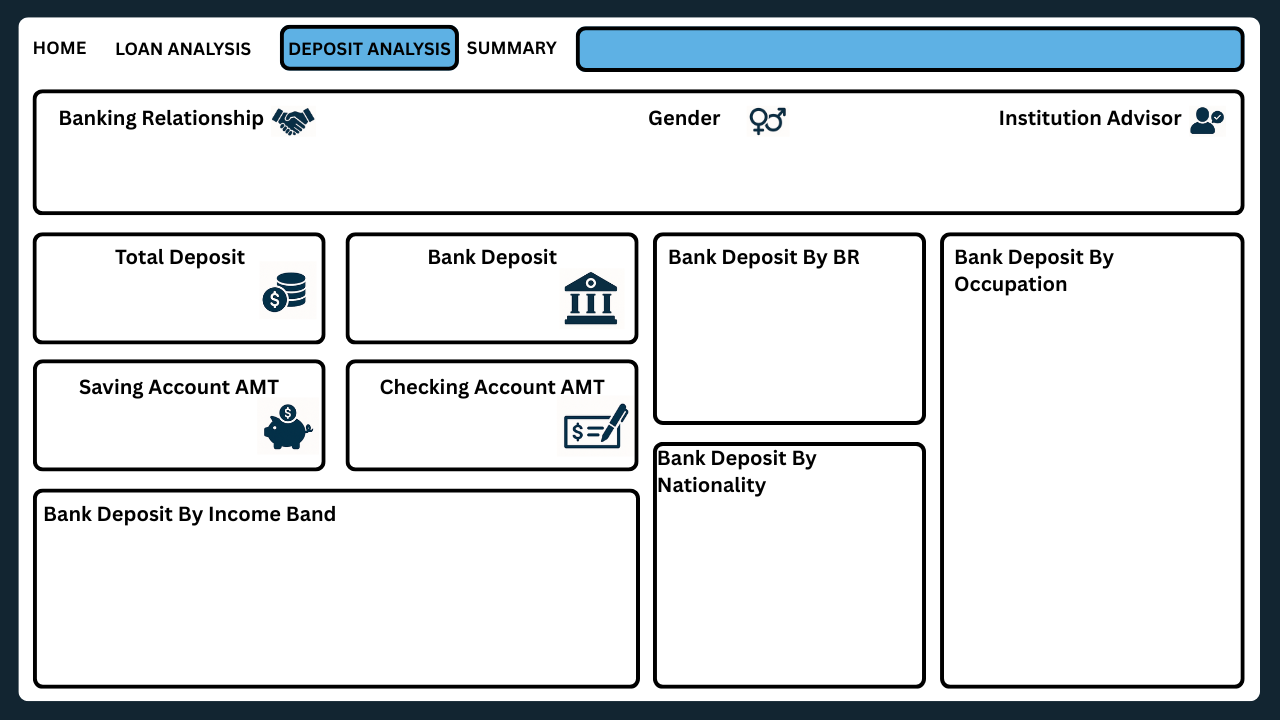 HOME
LOAN ANALYSIS
DEPOSIT ANALYSIS
SUMMARY
Banking Relationship
Gender
Institution Advisor
Total Deposit
$
Bank Deposit
Bank Deposit By BR
Bank Deposit By
Occupation
Saving Account AMT
$
Checking Account AMT
$
Bank Deposit By
Nationality
Bank Deposit By Income Band